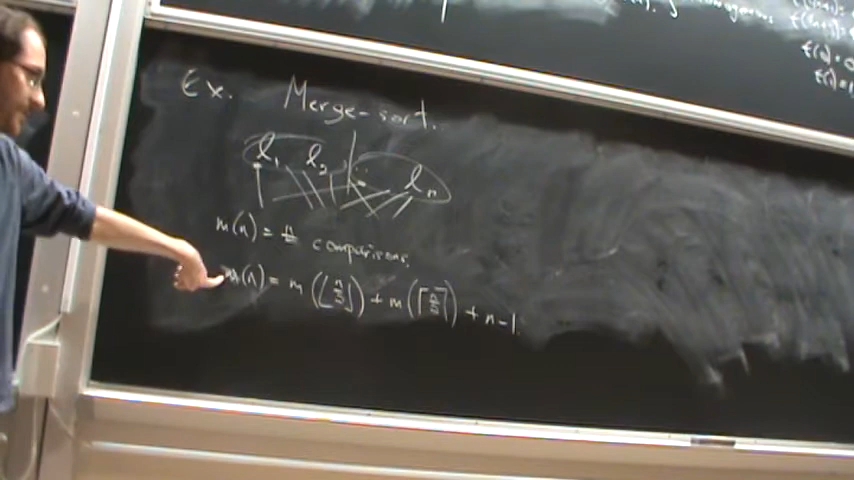 Ex. Merge-sort.
l₁ l₂ ... lₙ
m(n) = # comparisons.
m(n) = m(⌊n/2⌋) + m(⌈n/2⌉) + n-1.